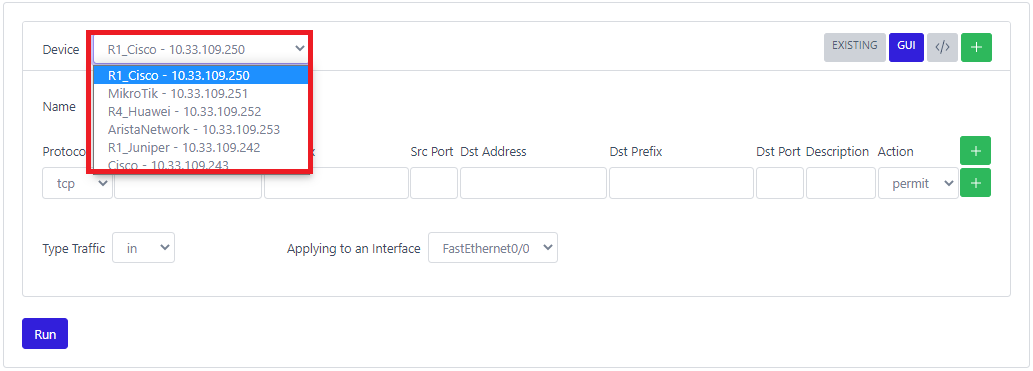 Device R1_Cisco - 10.33.109.250 EXISTING GUI </> +
R1_Cisco - 10.33.109.250
MikroTik - 10.33.109.251
Name
R4_Huawei - 10.33.109.252
AristaNetwork - 10.33.109.253
R1_Juniper - 10.33.109.242
Src Port Dst Address Dst Prefix Dst Port Description Action +
Cisco - 10.33.109.243
tcp permit +
Type Traffic in Applying to an Interface FastEthernet0/0
Run